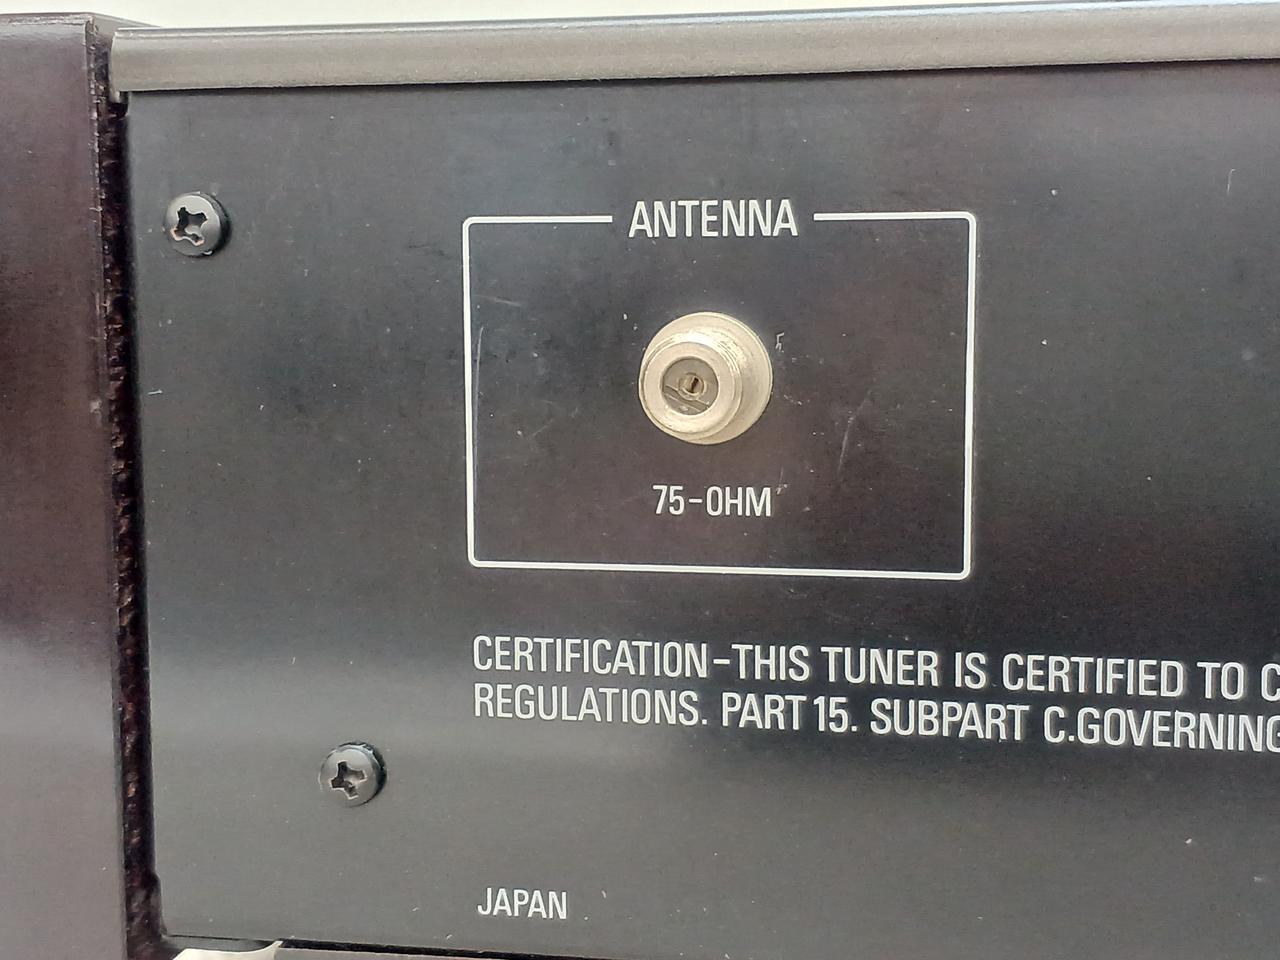 ANTENNA
75-OHM
CERTIFICATION-THIS TUNER IS CERTIFIED TO
REGULATIONS. PART 15. SUBPART C.GOVERNING
JAPAN